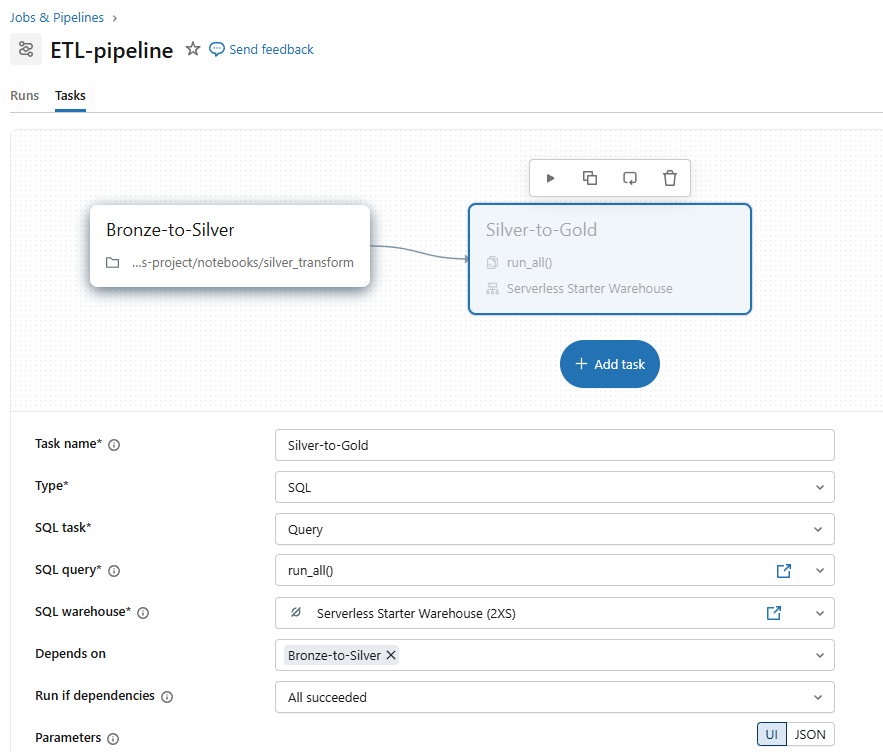 Jobs & Pipelines ›
ETL-pipeline Send feedback
Runs Tasks
Bronze-to-Silver
...s-project/notebooks/silver_transform
Silver-to-Gold
run_all()
Serverless Starter Warehouse
+ Add task
Task name* Silver-to-Gold
Type* SQL
SQL task* Query
SQL query* run_all()
SQL warehouse* Serverless Starter Warehouse (2XS)
Depends on Bronze-to-Silver ×
Run if dependencies All succeeded
Parameters UI JSON